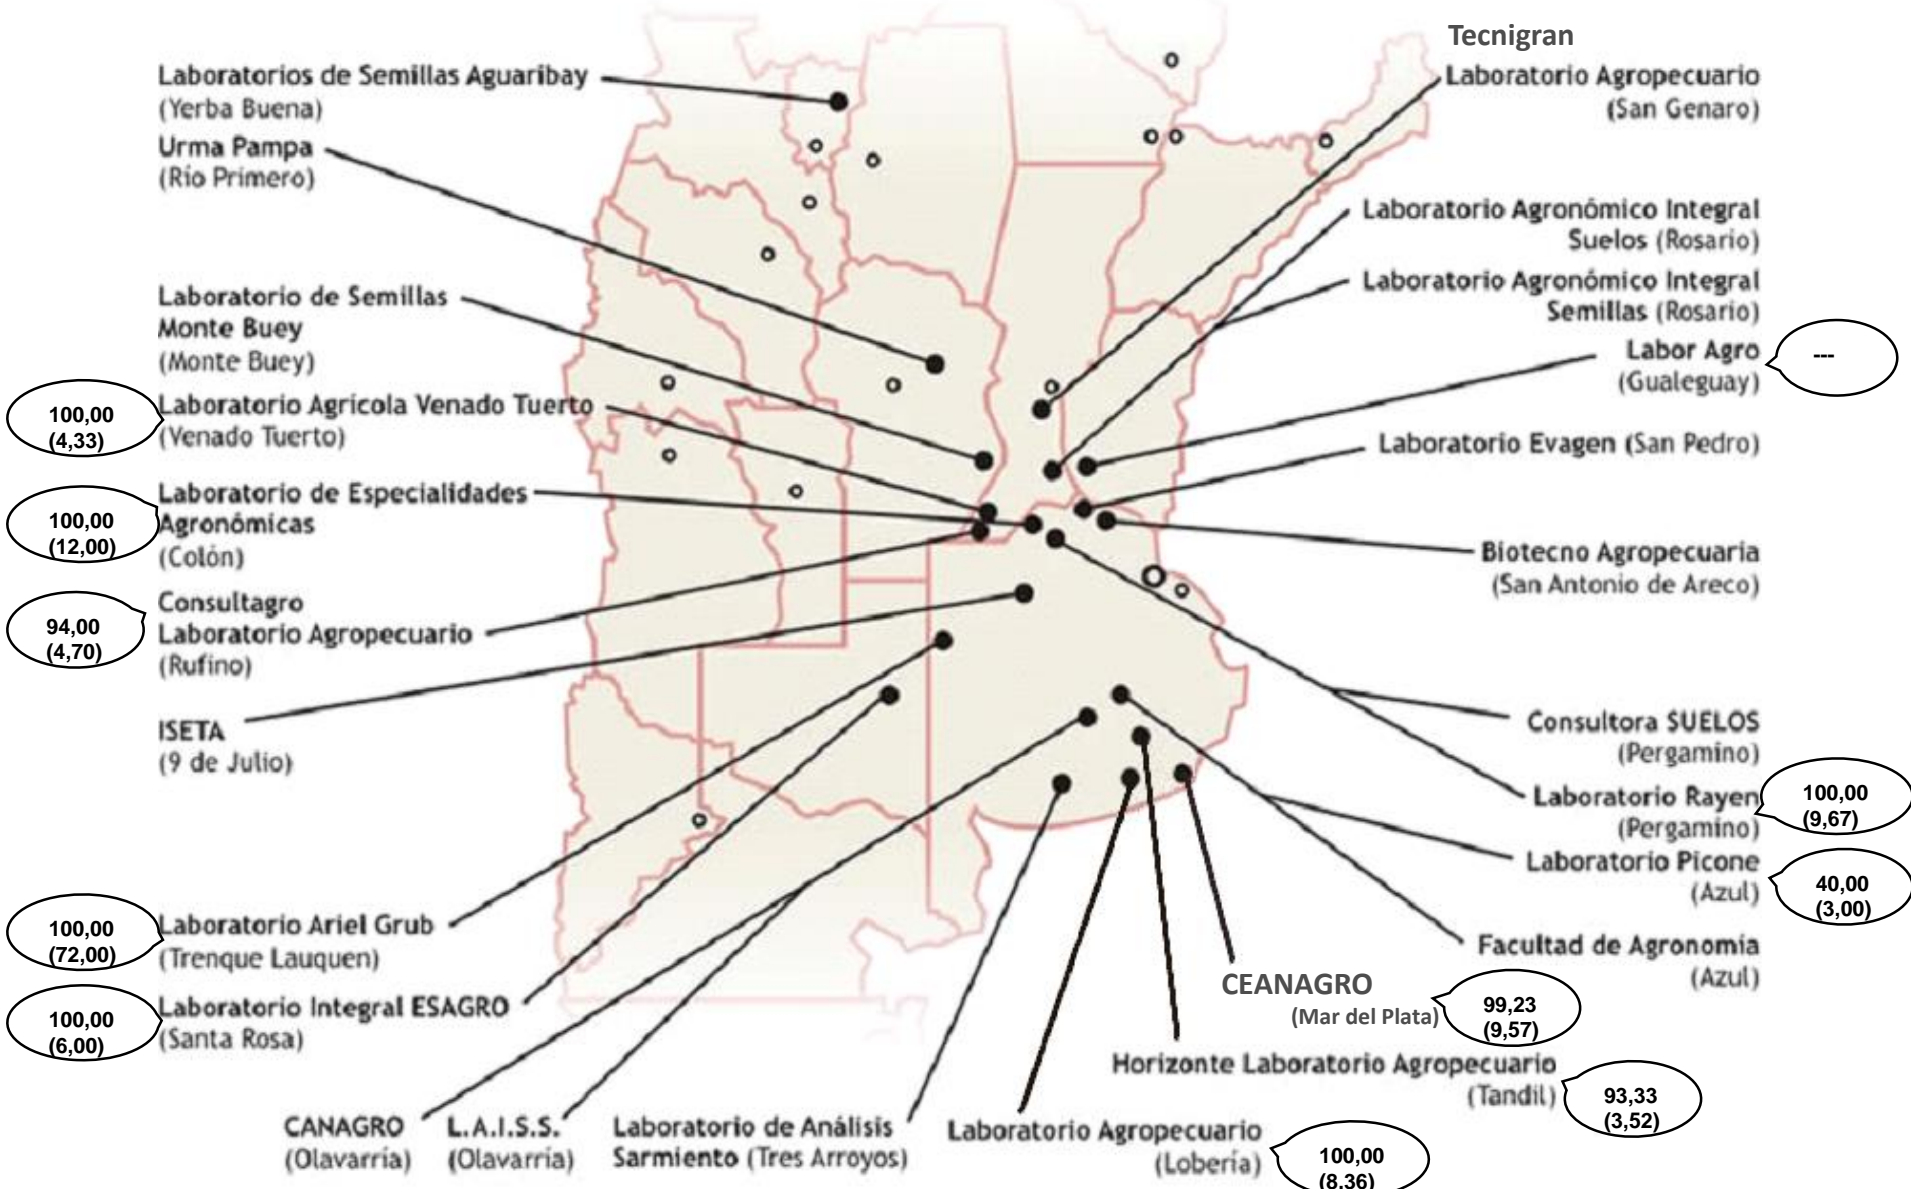 Laboratorios de Semillas Aguaribay
(Yerba Buena)
Urma Pampa
(Río Primero)
Laboratorio de Semillas
Monte Buey
(Monte Buey)
100,00
(4,33)
Laboratorio Agrícola Venado Tuerto
(Venado Tuerto)
100,00
(12,00)
Laboratorio de Especialidades
Agronómicas
(Colón)
94,00
(4,70)
Consultagro
Laboratorio Agropecuario
(Rufino)
ISETA
(9 de Julio)
100,00
(72,00)
Laboratorio Ariel Grub
(Trenque Lauquen)
100,00
(6,00)
Laboratorio Integral ESAGRO
(Santa Rosa)
CANAGRO
(Olavarría)
L.A.I.S.S.
(Olavarría)
Laboratorio de Análisis
Sarmiento (Tres Arroyos)
Laboratorio Agropecuario
(Lobería)
100,00
(8,36)
Horizonte Laboratorio Agropecuario
(Tandil)
93,33
(3,52)
CEANAGRO
(Mar del Plata)
99,23
(9,57)
Tecnigran
Laboratorio Agropecuario
(San Genaro)
Laboratorio Agronómico Integral
Suelos (Rosario)
Laboratorio Agronómico Integral
Semillas (Rosario)
Labor Agro
(Gualeguay)
---
Laboratorio Evagen (San Pedro)
Biotecno Agropecuaria
(San Antonio de Areco)
Consultora SUELOS
(Pergamino)
Laboratorio Rayen
(Pergamino)
100,00
(9,67)
Laboratorio Picone
(Azul)
40,00
(3,00)
Facultad de Agronomía
(Azul)